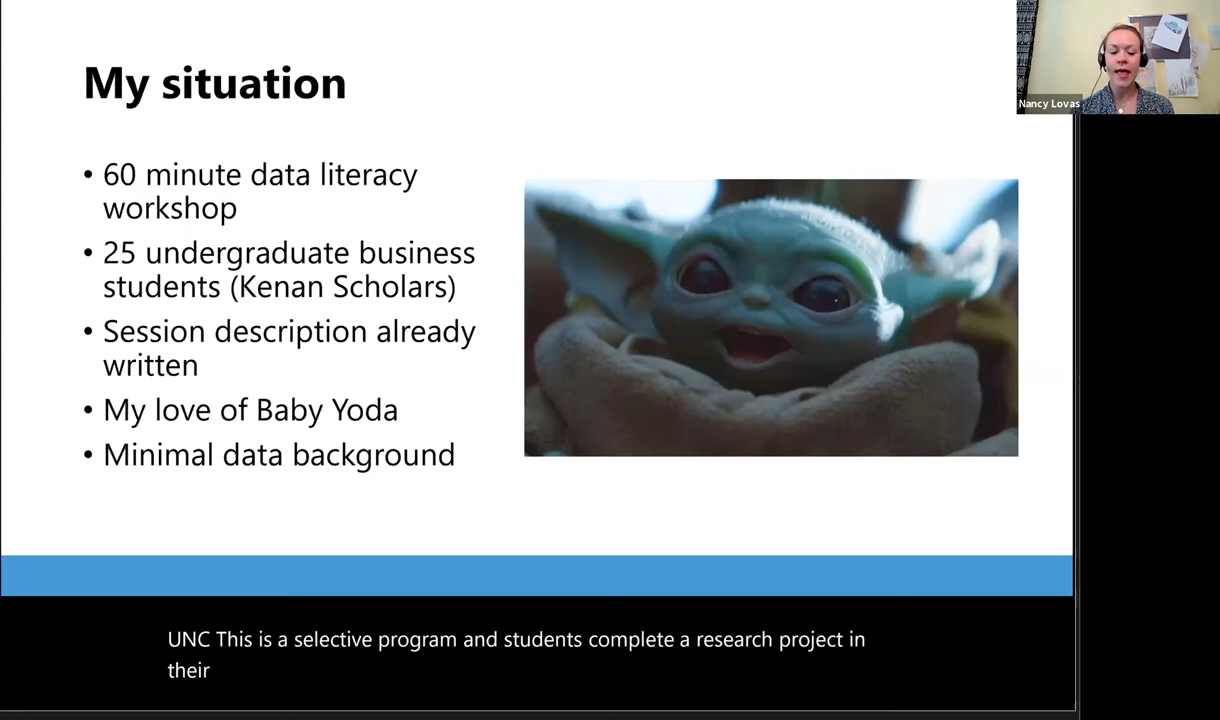 My situation
• 60 minute data literacy
workshop
• 25 undergraduate business
students (Kenan Scholars)
• Session description already
written
• My love of Baby Yoda
• Minimal data background
Nancy Lovas
UNC This is a selective program and students complete a research project in
their